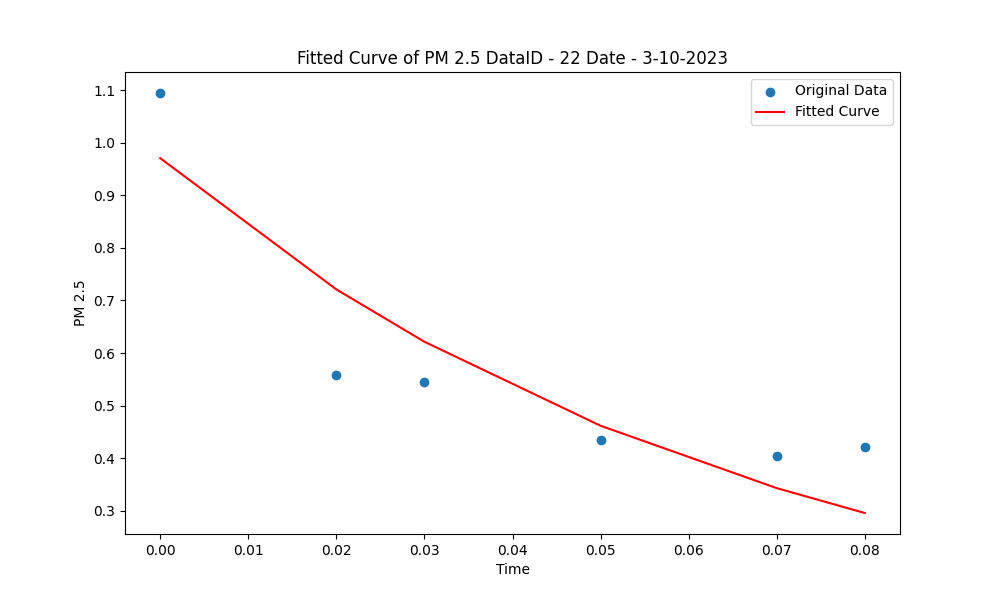 Fitted Curve of PM 2.5 DataID - 22 Date - 3-10-2023
Original Data
Fitted Curve
1.1
1.0
0.9
0.8
0.7
0.6
0.5
0.4
0.3
PM 2.5
0.00 0.01 0.02 0.03 0.04 0.05 0.06 0.07 0.08
Time